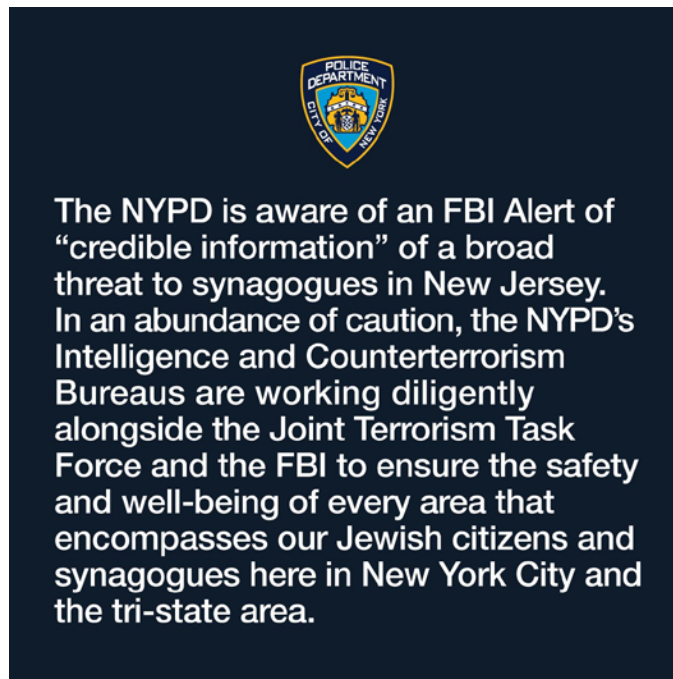 POLICE
DEPARTMENT
CITY OF
NEW YORK
The NYPD is aware of an FBI Alert of
“credible information” of a broad
threat to synagogues in New Jersey.
In an abundance of caution, the NYPD’s
Intelligence and Counterterrorism
Bureaus are working diligently
alongside the Joint Terrorism Task
Force and the FBI to ensure the safety
and well-being of every area that
encompasses our Jewish citizens and
synagogues here in New York City and
the tri-state area.